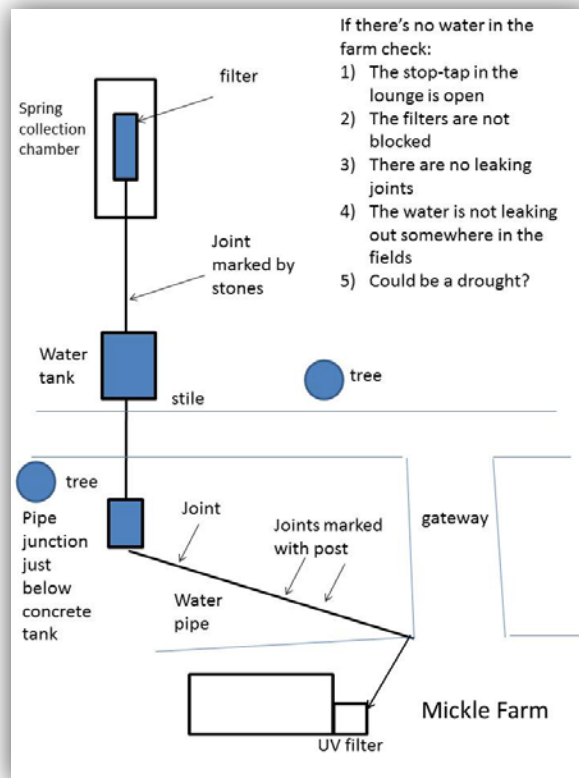 If there's no water in the
farm check:
1) The stop-tap in the
lounge is open
2) The filters are not
blocked
3) There are no leaking
joints
4) The water is not leaking
out somewhere in the
fields
5) Could be a drought?
filter
Spring
collection
chamber
Joint
marked by
stones
Water
tank
tree
stile
tree
gateway
Joint
Joints marked
with post
Pipe
junction
just
below
concrete
tank
Water
pipe
Mickle Farm
UV filter